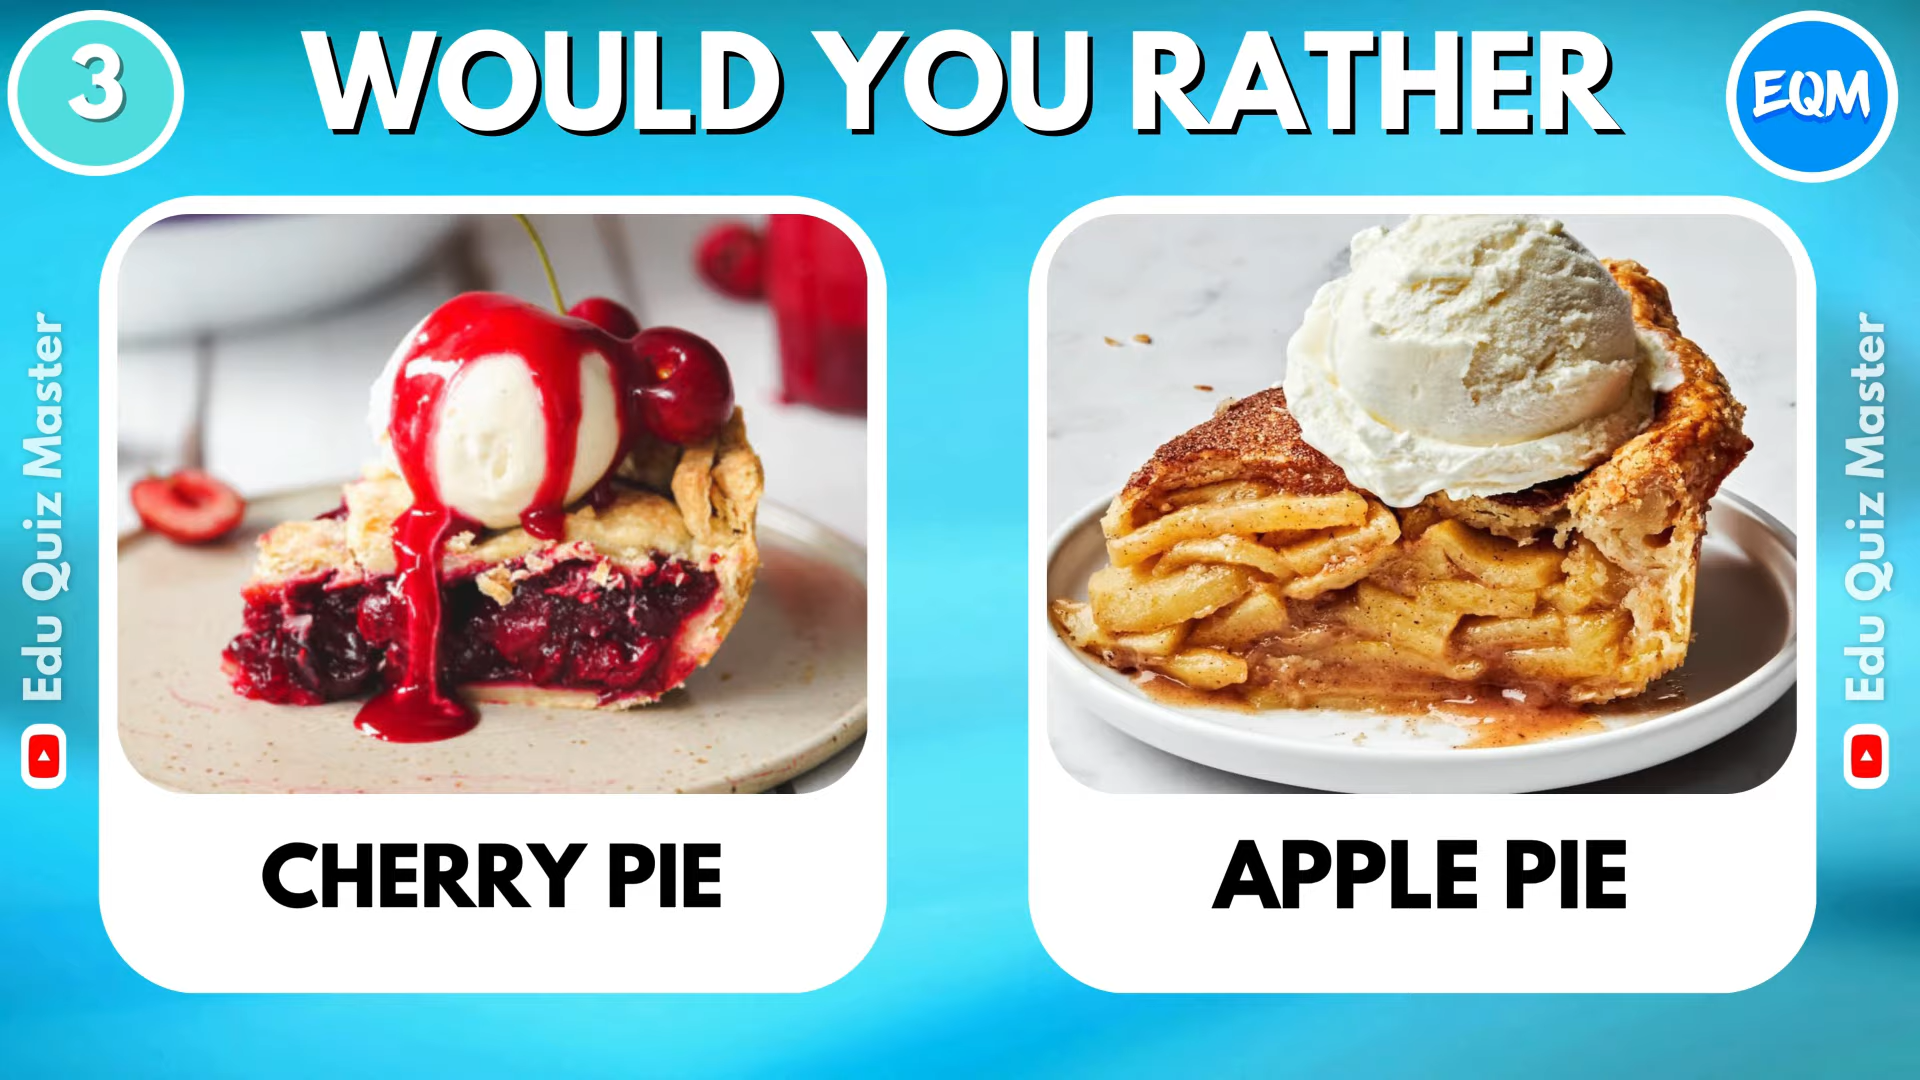 3
WOULD YOU RATHER
EQM
Edu Quiz Master
CHERRY PIE
APPLE PIE
Edu Quiz Master